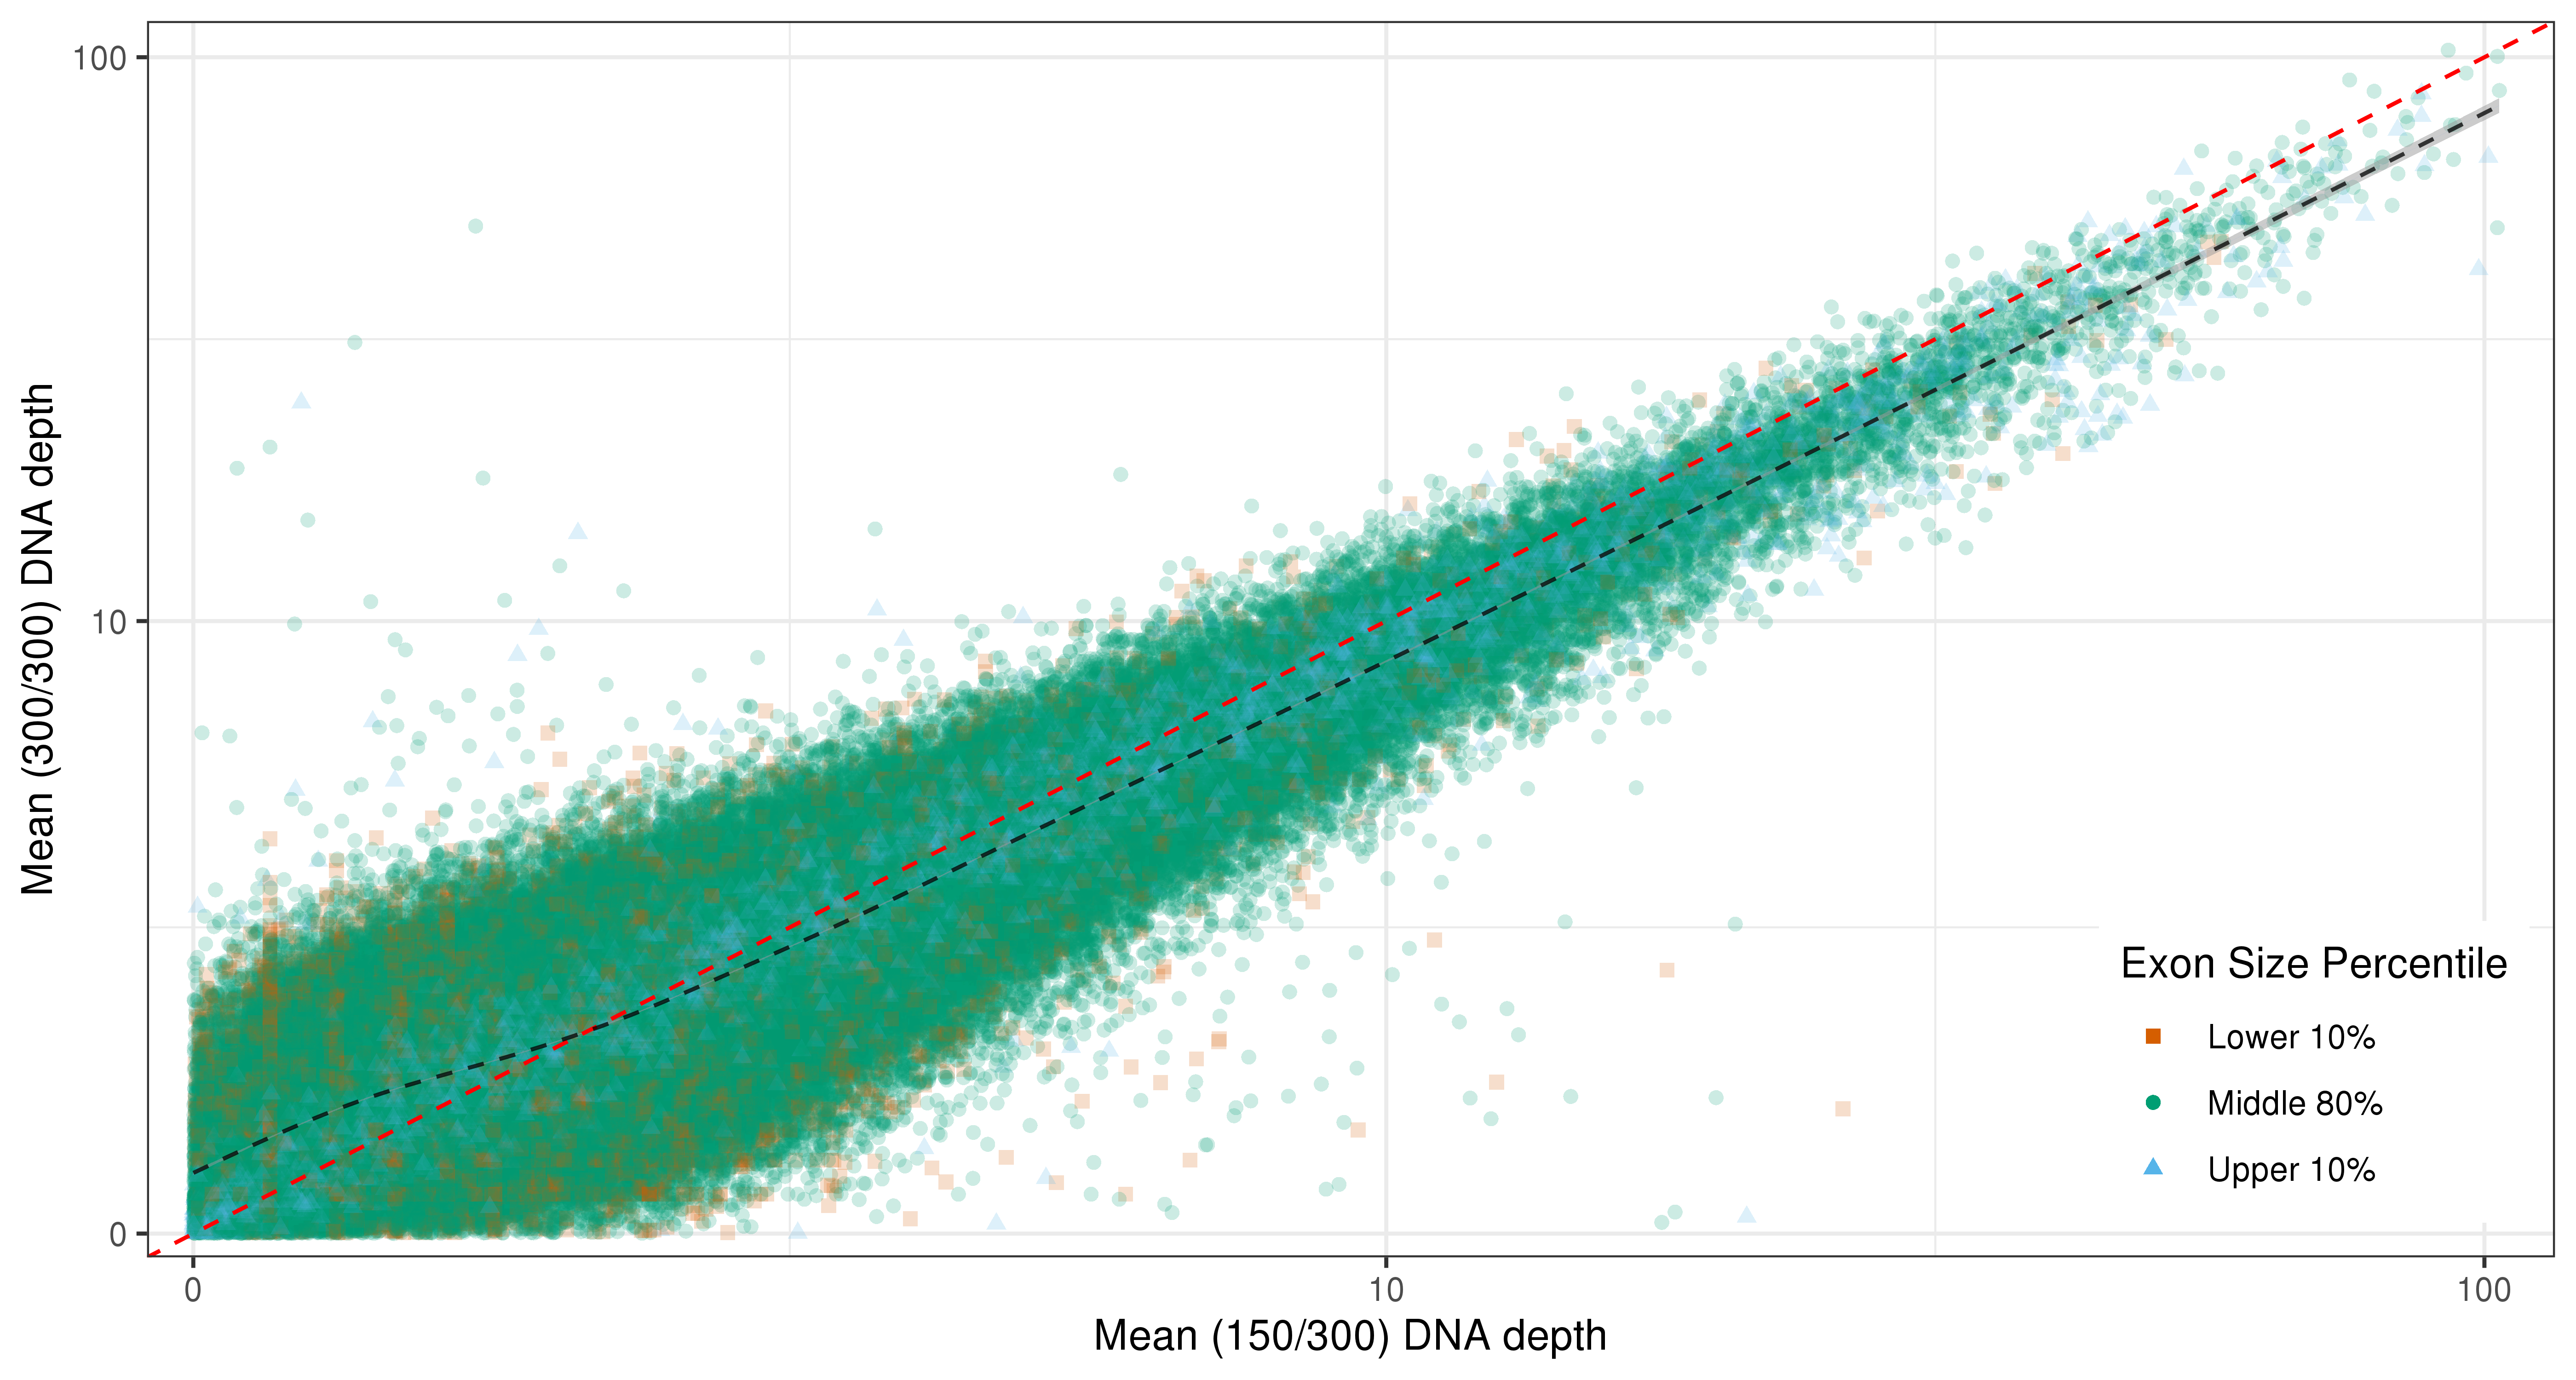 Mean (300/300) DNA depth
100
10
0
0
10
100
Mean (150/300) DNA depth
Exon Size Percentile
Lower 10%
Middle 80%
Upper 10%